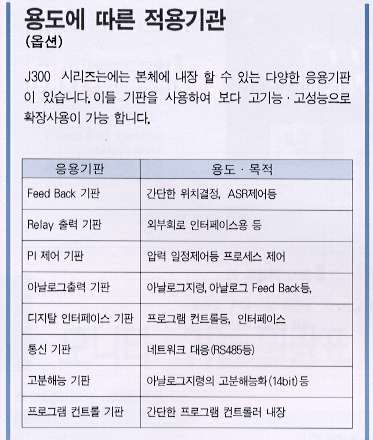 용도에 따른 적용기관
(옵션)
J300 시리즈는에는 본체에 내장 할 수 있는 다양한 응용기판
이 있습니다. 이들 기판을 사용하여 보다 고기능·고성능으로
확장사용이 가능 합니다.
응용기판 용도·목적
Feed Back 기판 간단한 위치결정, ASR제어등
Relay 출력 기판 외부회로 인터페이스용 등
PI 제어 기판 압력 일정제어등 프로세스 제어
아날로그출력 기판 아날로그지령, 아날로그 Feed Back등,
디지탈 인터페이스 기판 프로그램 컨트롤등, 인터페이스
통신 기판 네트워크 대응(RS485등)
고분해능 기판 아날로그지령의 고분해능화(14bit)등
프로그램 컨트롤 기판 간단한 프로그램 컨트롤러 내장